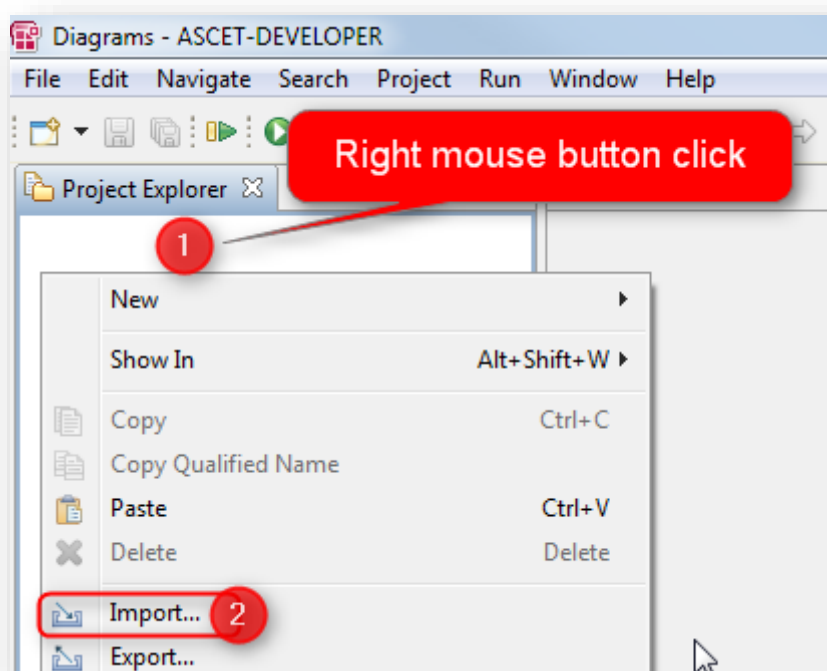 Diagrams - ASCET-DEVELOPER
File Edit Navigate Search Project Run Window Help
Right mouse button click
Project Explorer
1
New
Show In Alt+Shift+W
Copy Ctrl+C
Copy Qualified Name
Paste Ctrl+V
Delete Delete
Import... 2
Export...